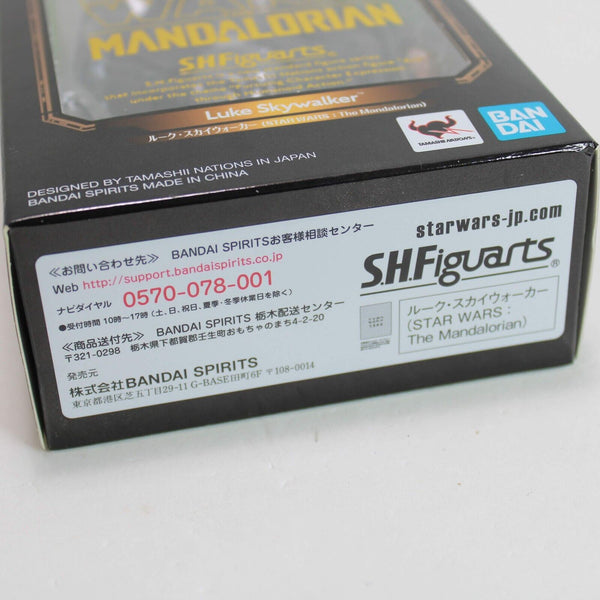 MANDALORIAN
S.H.Figuarts
Luke Skywalker™
ルーク・スカイウォーカー(STAR WARS : The Mandalorian)
TAMASHII NATIONS
BAN
DAI
DESIGNED BY TAMASHII NATIONS IN JAPAN
BANDAI SPIRITS MADE IN CHINA
≪お問い合わせ先≫ BANDAI SPIRITSお客様相談センター
Web http://support.bandaispirits.co.jp
ナビダイヤル 0570-078-001
●受付時間 10時〜17時 (土、日、祝日、夏季・冬季休業日を除く)
≪商品送付先≫ BANDAI SPIRITS 栃木配送センター
〒321-0298 栃木県下都賀郡壬生町おもちゃのまち4-2-20
発売元
株式会社BANDAI SPIRITS
東京都港区芝五丁目29-11 G-BASE田町6F 〒108-0014
starwars-jp.com
S.H.Figuarts®
ルーク・スカイウォーカー
(STAR WARS :
The Mandalorian)